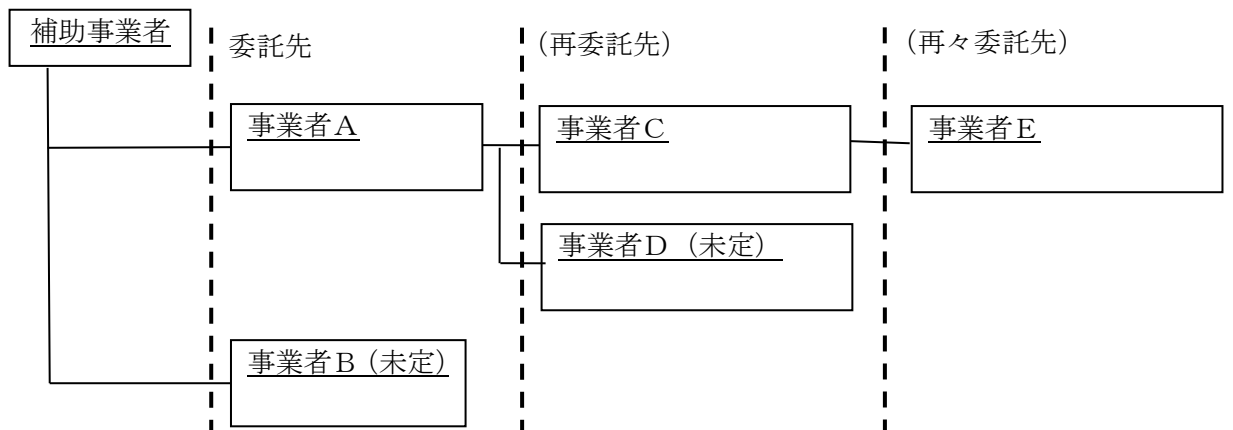 補助事業者
委託先
(再委託先)
(再々委託先)
事業者A
事業者C
事業者E
事業者D（未定）
事業者B（未定）